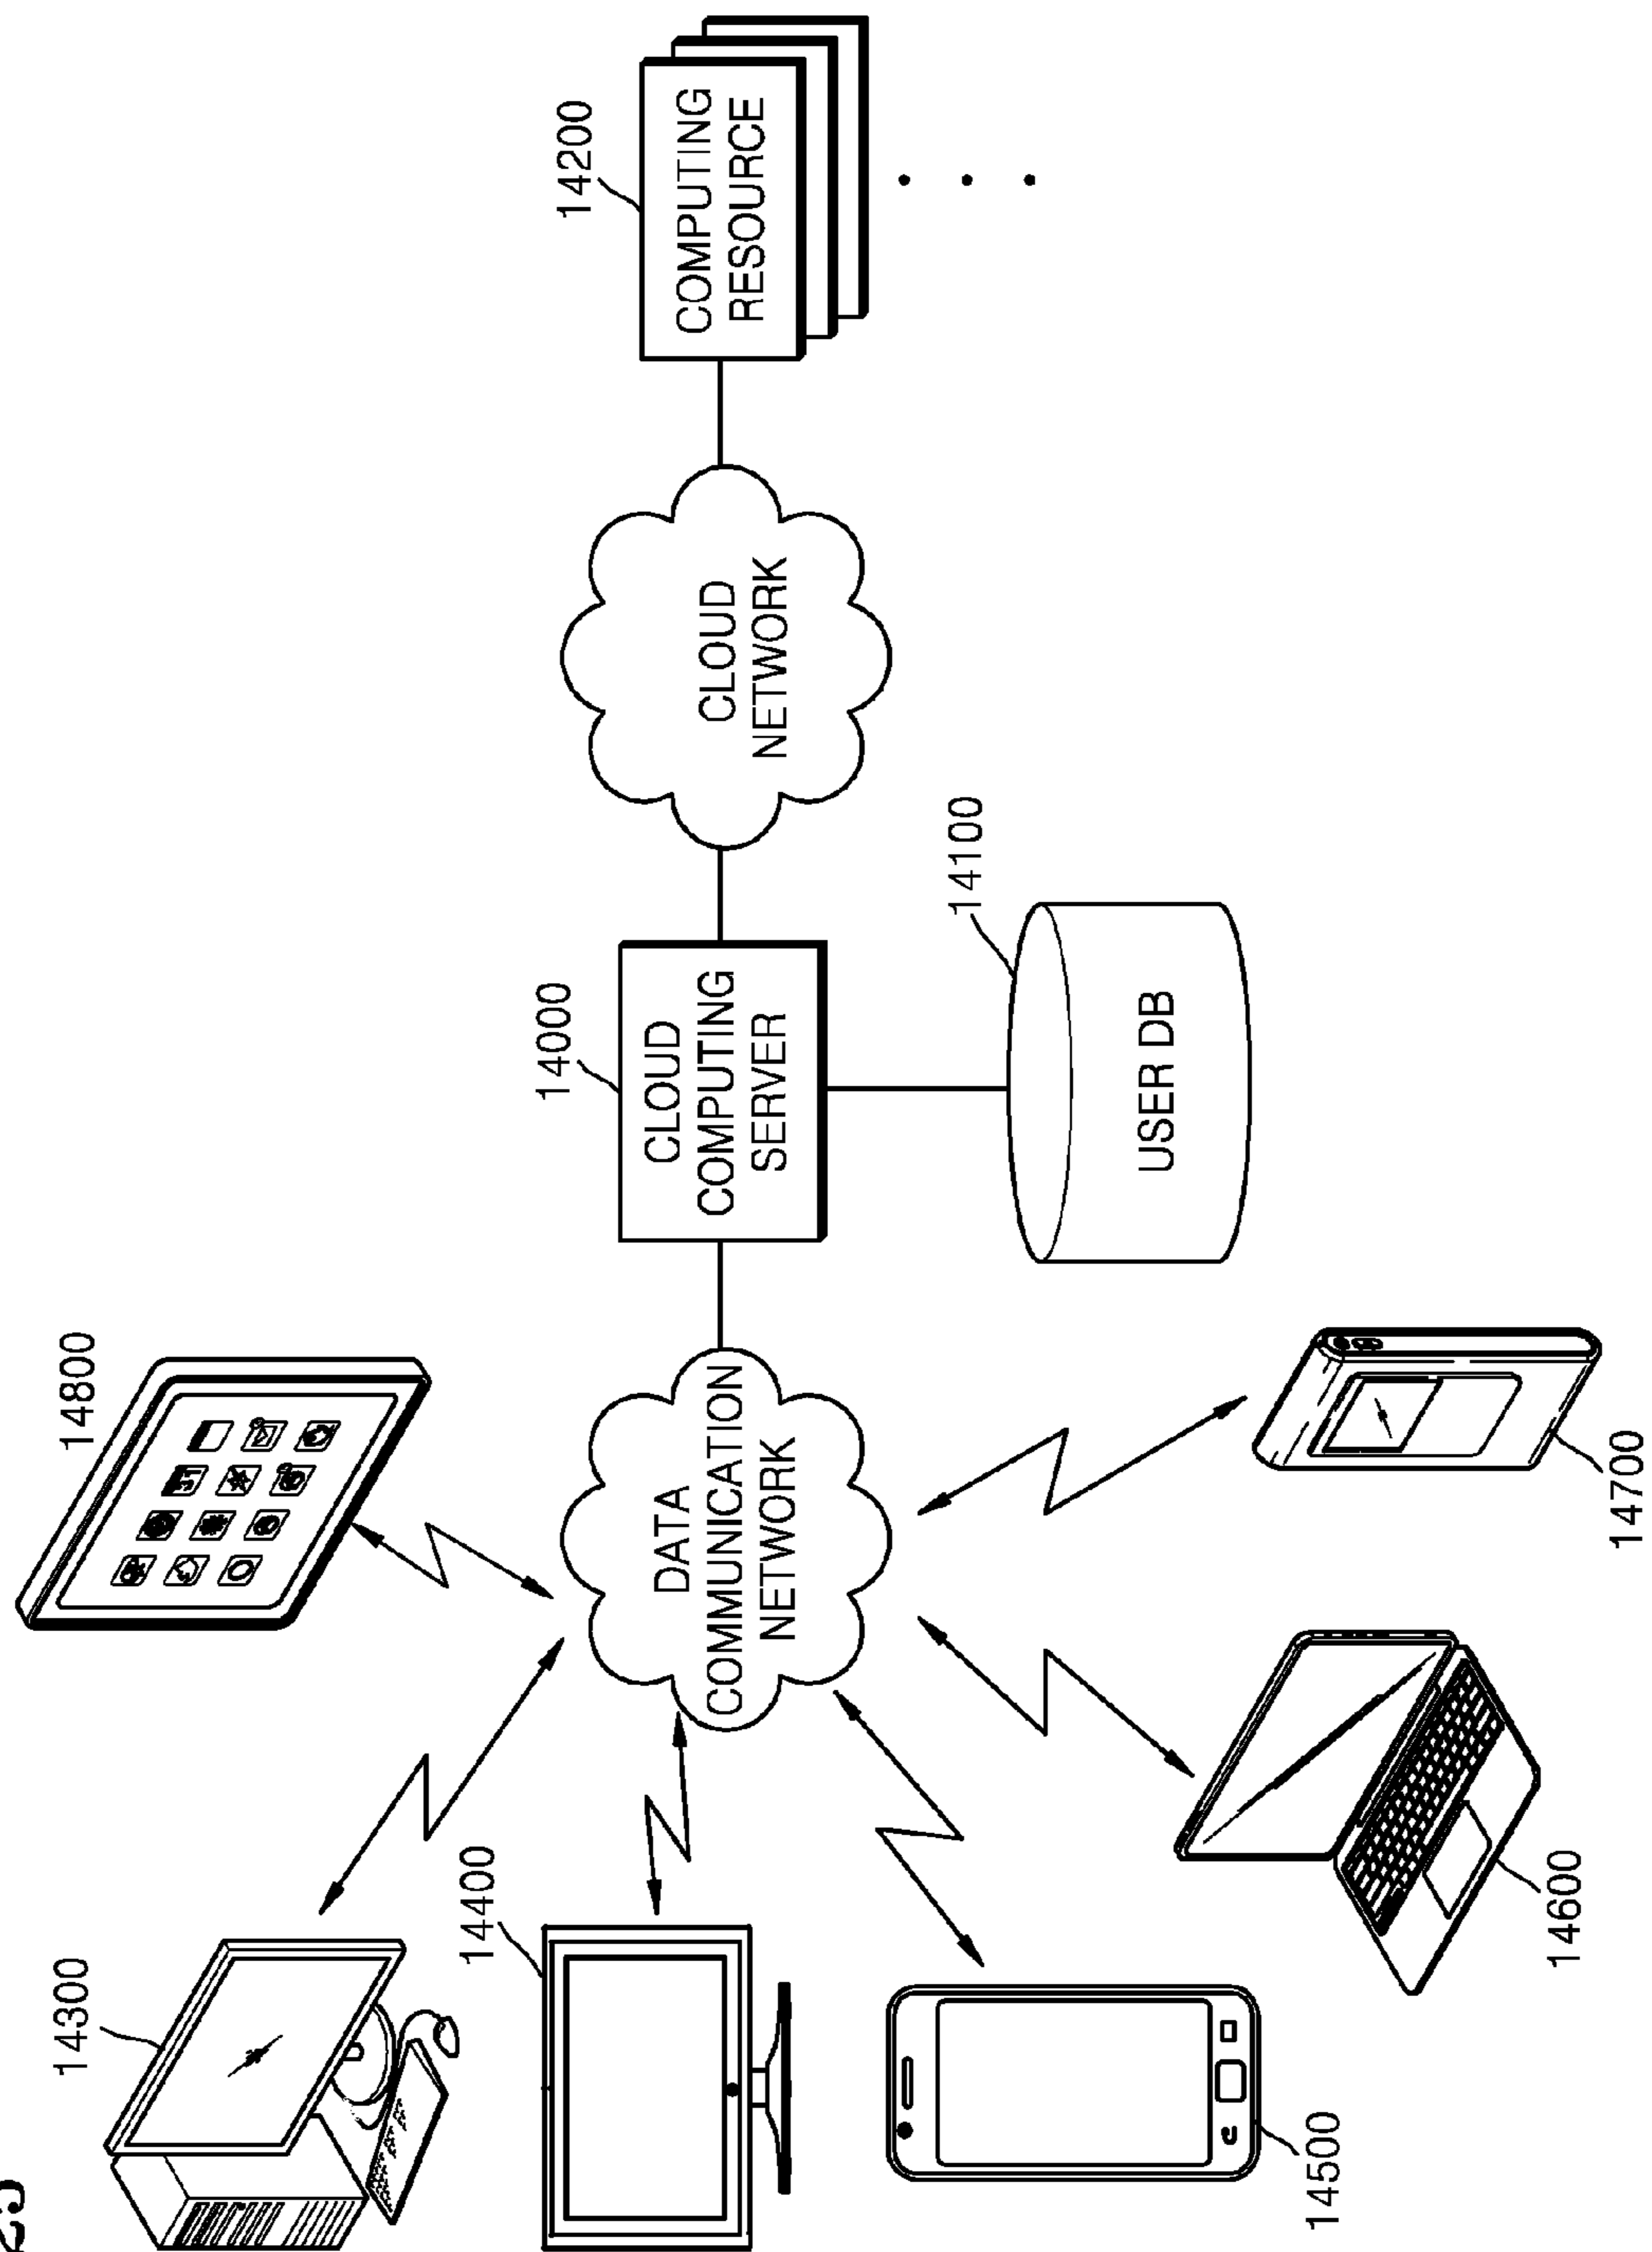 14800
14300
14400
14500
14600
14700
DATA
COMMUNICATION
NETWORK
14000
CLOUD
COMPUTING
SERVER
14100
USER DB
CLOUD
NETWORK
14200
COMPUTING
RESOURCE